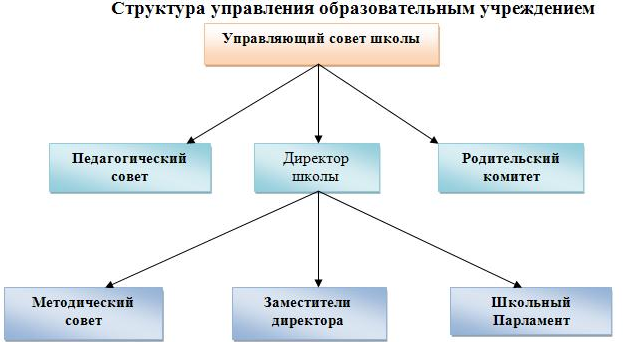 Структура управления образовательным учреждением
Управляющий совет школы
Педагогический
совет
Директор
школы
Родительский
комитет
Методический
совет
Заместители
директора
Школьный
Парламент